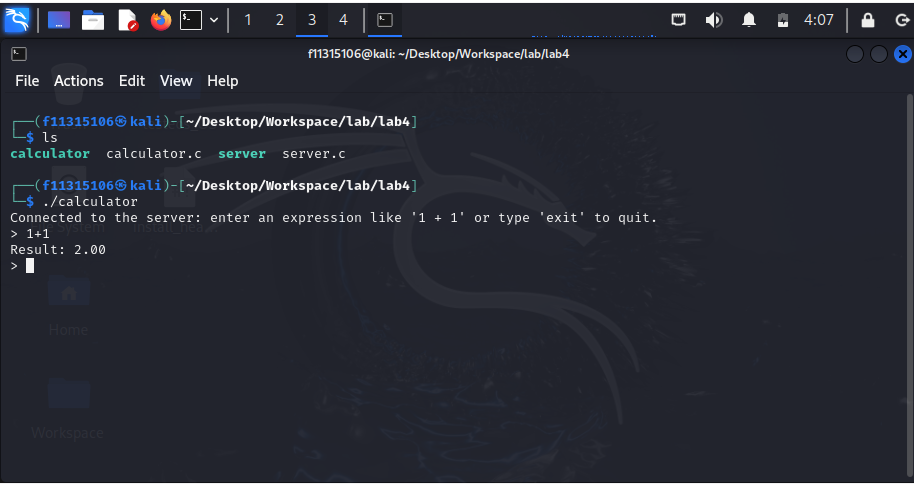 1 2 3 4 4:07
f11315106@kali: ~/Desktop/Workspace/lab/lab4
File Actions Edit View Help
┌──(f11315106㉿kali)-[~/Desktop/Workspace/lab/lab4]
└─$ ls
calculator calculator.c server server.c
┌──(f11315106㉿kali)-[~/Desktop/Workspace/lab/lab4]
└─$ ./calculator
Connected to the server: enter an expression like '1 + 1' or type 'exit' to quit.
> 1+1
System
Result: 2.00
>
Home
Workspace